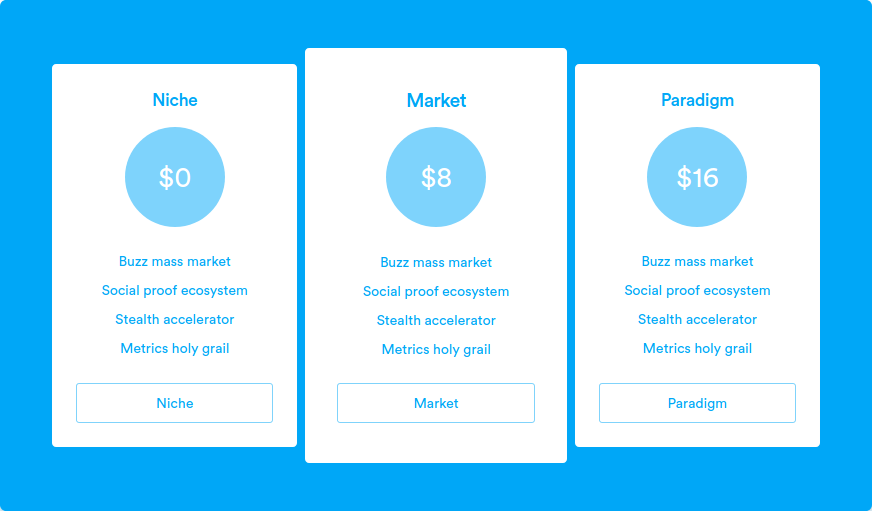 Niche
$0
Buzz mass market
Social proof ecosystem
Stealth accelerator
Metrics holy grail
Niche
Market
$8
Buzz mass market
Social proof ecosystem
Stealth accelerator
Metrics holy grail
Market
Paradigm
$16
Buzz mass market
Social proof ecosystem
Stealth accelerator
Metrics holy grail
Paradigm